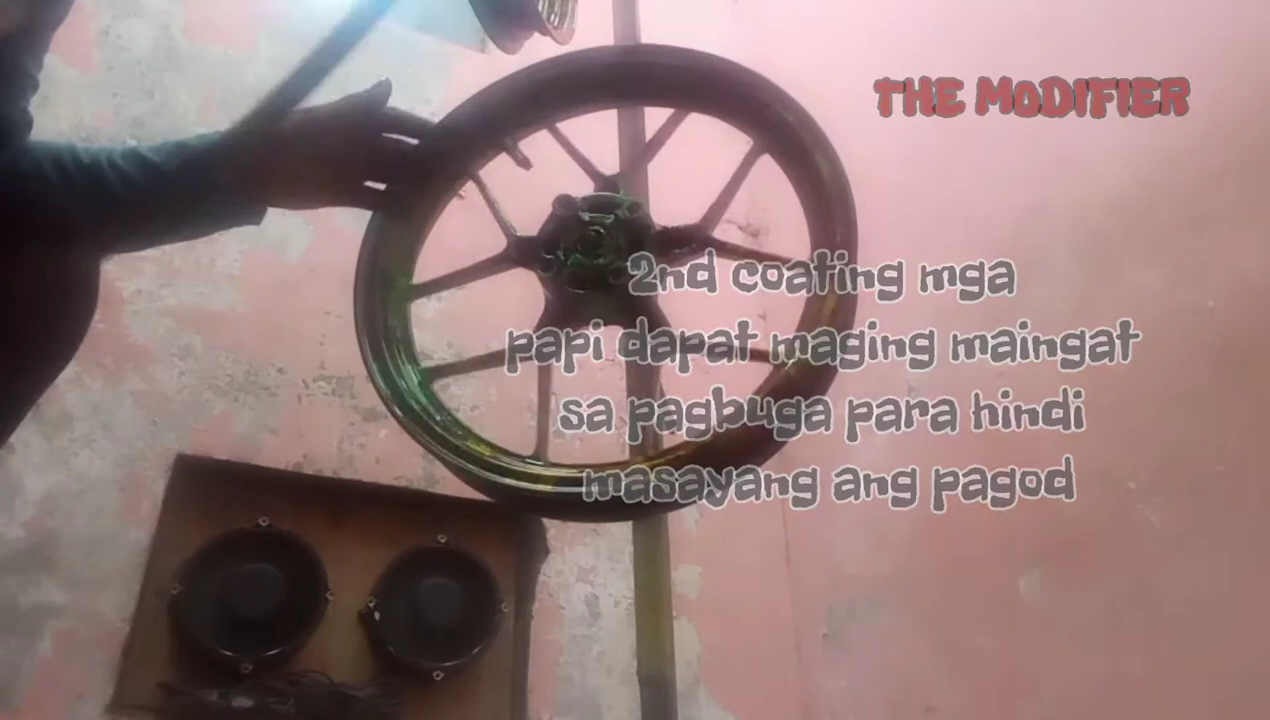 THE MODIFIER
2nd coating mga
papi dapat maging maingat
sa pagbuga para hindi
masayang ang pagod